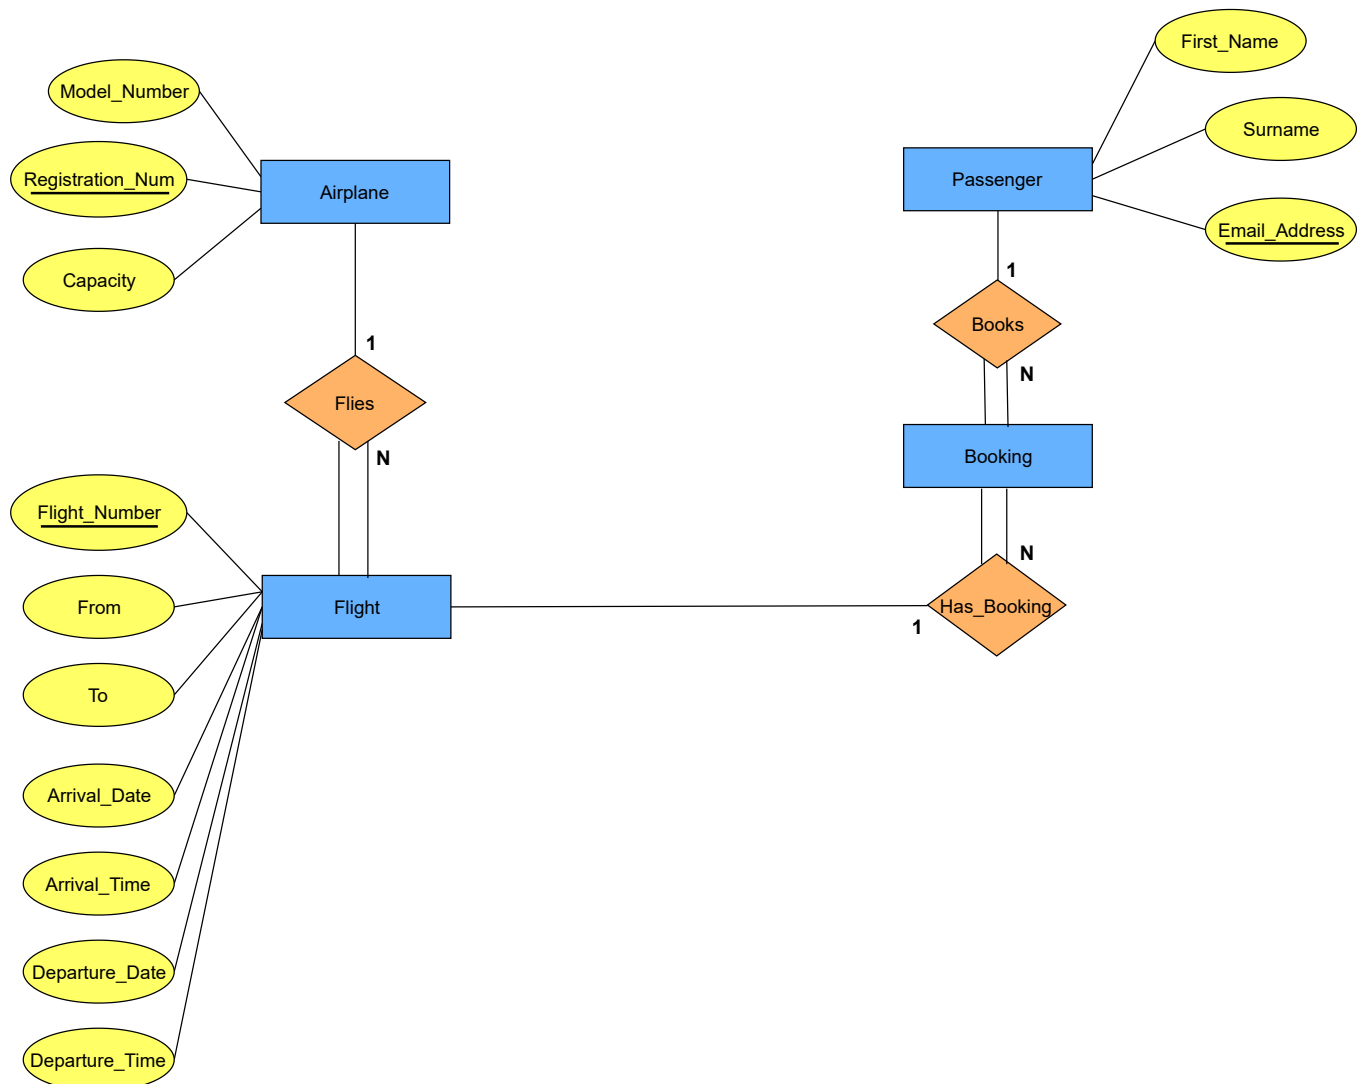 First_Name
Model_Number
Surname
Registration_Num
Airplane
Passenger
Email_Address
Capacity
1
Books
1
N
Flies
N
Booking
Flight_Number
N
From
Flight
Has_Booking
1
To
Arrival_Date
Arrival_Time
Departure_Date
Departure_Time